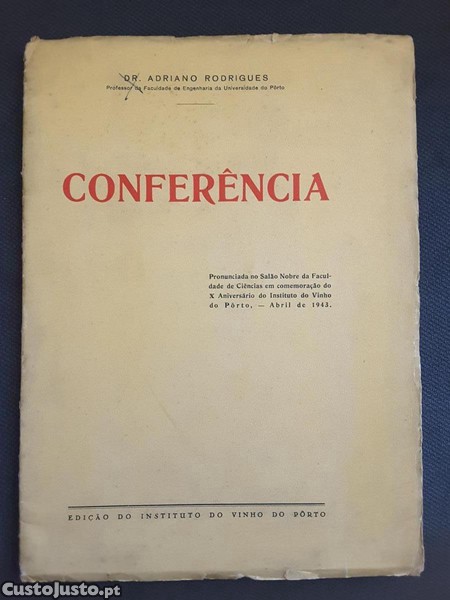 DR. ADRIANO RODRIGUES
Professor da Faculdade de Engenharia da Universidade do Pôrto
CONFERÊNCIA
Pronunciada no Salão Nobre da Facul-
dade de Ciências em comemoração do
X Aniversário do Instituto do Vinho
do Pôrto, — Abril de 1943.
EDIÇÃO DO INSTITUTO DO VINHO DO PÔRTO
CustoJusto.pt